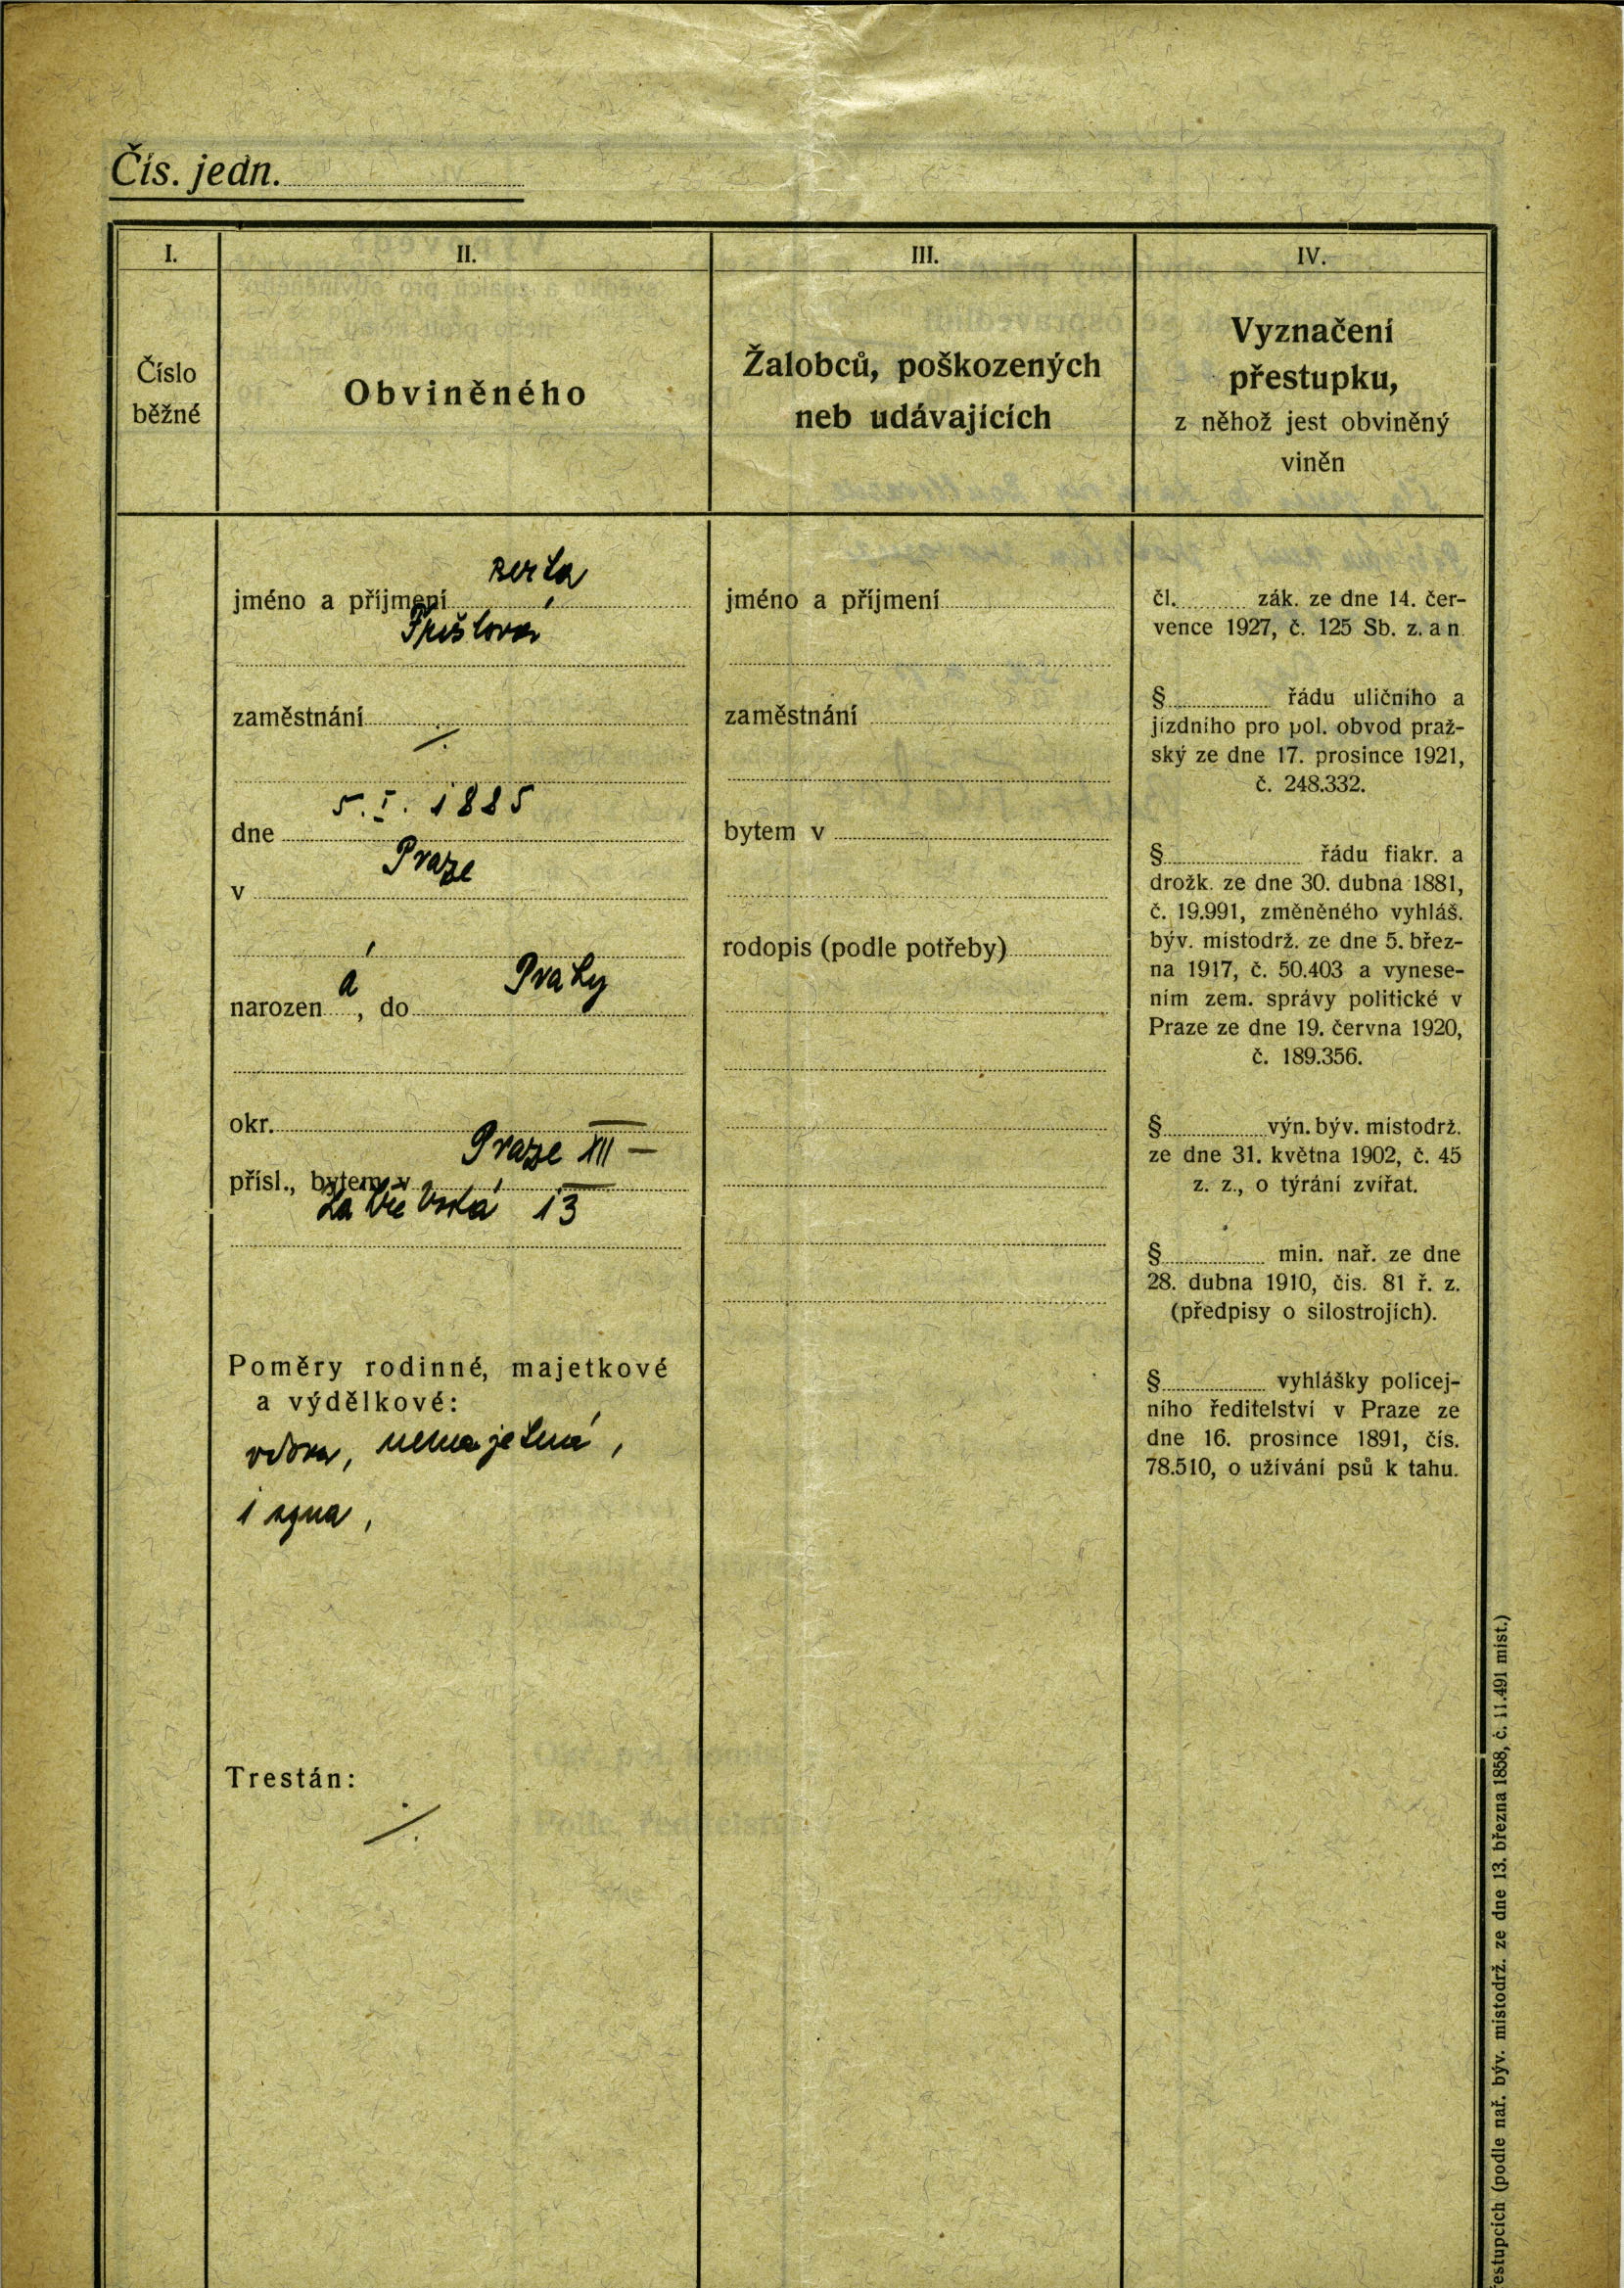 Čís. jedn.
I.
Číslo
běžné
II.
Obviněného
jméno a příjmení Berta
zaměstnání ./.
dne 5. I. 1885
v Praze
narozen á, do Prahy
okr.
přísl., bytem v Praze XII –
13
Poměry rodinné, majetkové
a výdělkové:
vdova, nemajetná,
1 syna,
Trestán:
./.
III.
Žalobců, poškozených
neb udávajících
jméno a příjmení
zaměstnání
bytem v
rodopis (podle potřeby)
IV.
Vyznačení
přestupku,
z něhož jest obviněný
viněn
čl. zák. ze dne 14. čer-
vence 1927, č. 125 Sb. z. a n.
§ řádu uličního a
jízdního pro pol. obvod praž-
ský ze dne 17. prosince 1921,
č. 248.332.
§ řádu fiakr. a
drožk. ze dne 30. dubna 1881,
č. 19.991, změněného vyhláš.
býv. místodrž. ze dne 5. břez-
na 1917, č. 50.403 a vynese-
ním zem. správy politické v
Praze ze dne 19. června 1920,
č. 189.356.
§ výn. býv. místodrž.
ze dne 31. května 1902, č. 45
z. z., o týrání zvířat.
§ min. nař. ze dne
28. dubna 1910, čís. 81 ř. z.
(předpisy o silostrojích).
§ vyhlášky policej-
ního ředitelství v Praze ze
dne 16. prosince 1891, čís.
78.510, o užívání psů k tahu.
estupcích (podle nař. býv. místodrž. ze dne 13. března 1858, č. 11.491 míst.)